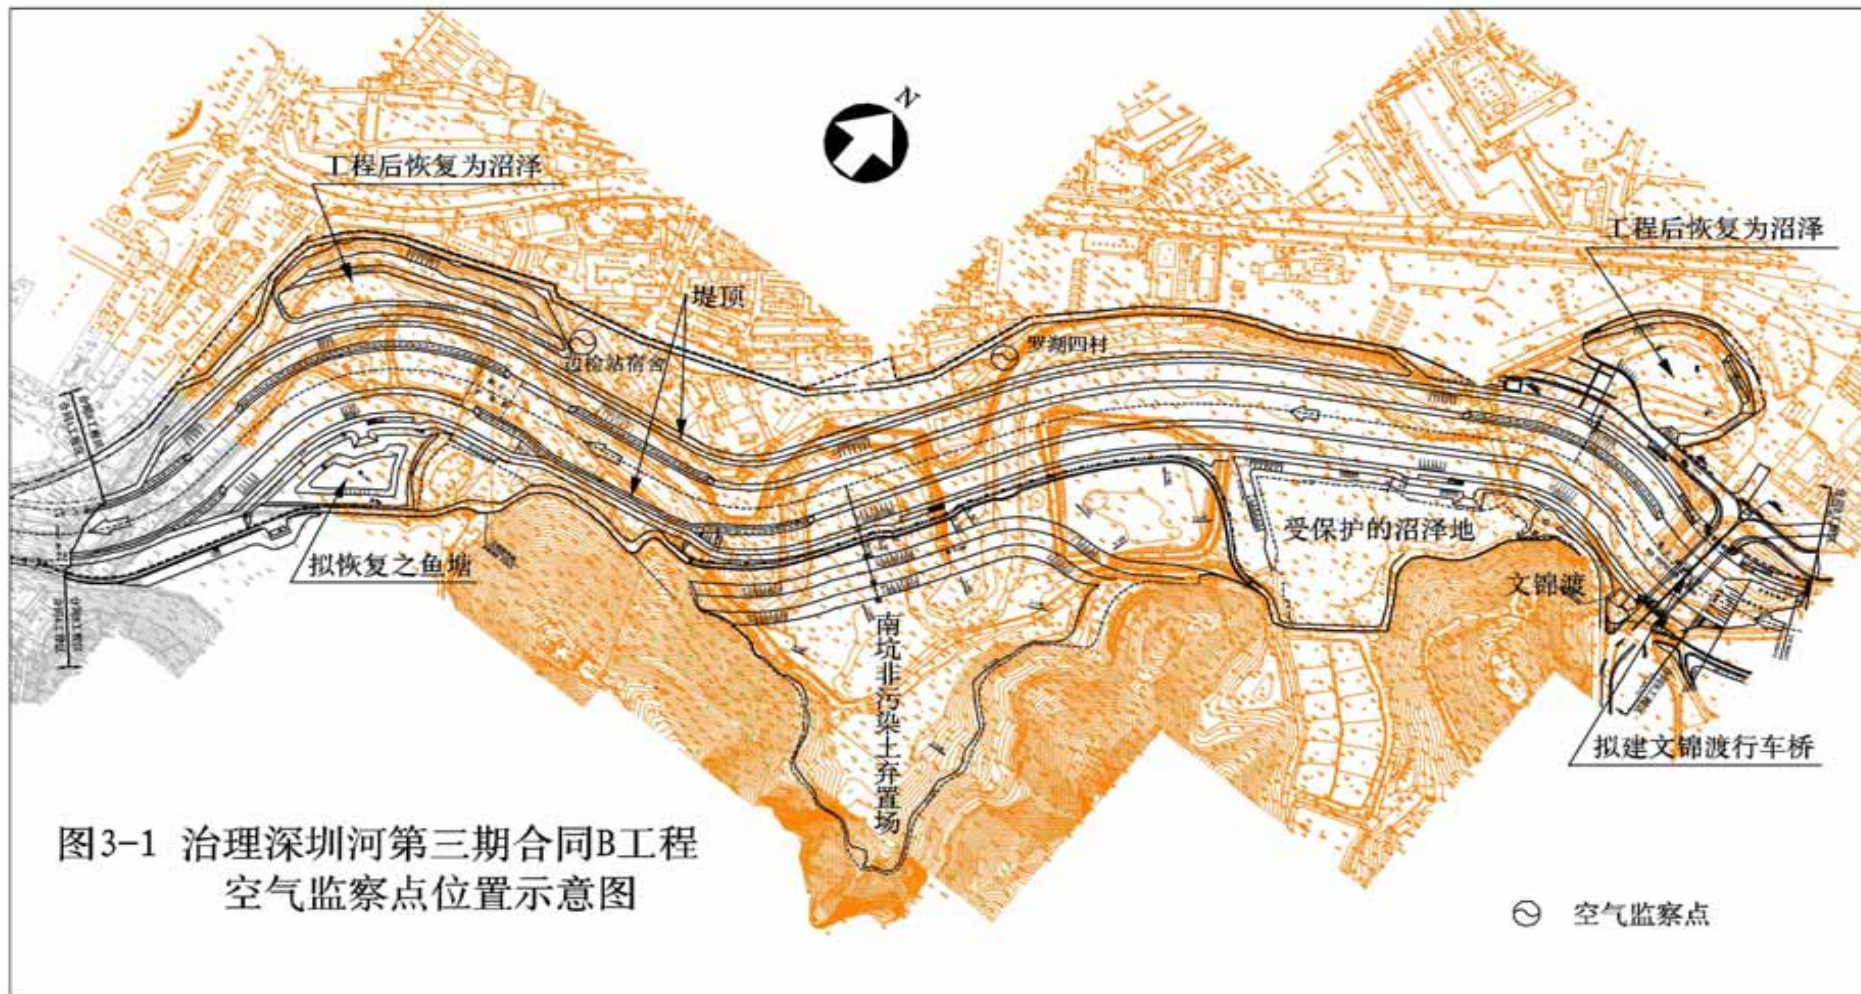 N
工程后恢复为沼泽
工程后恢复为沼泽
堤顶
边检站宿舍
罗湖四村
受保护的沼泽地
拟恢复之鱼塘
文锦渡
南坑非污染土弃置场
拟建文锦渡行车桥
图3-1 治理深圳河第三期合同B工程
空气监察点位置示意图
空气监察点